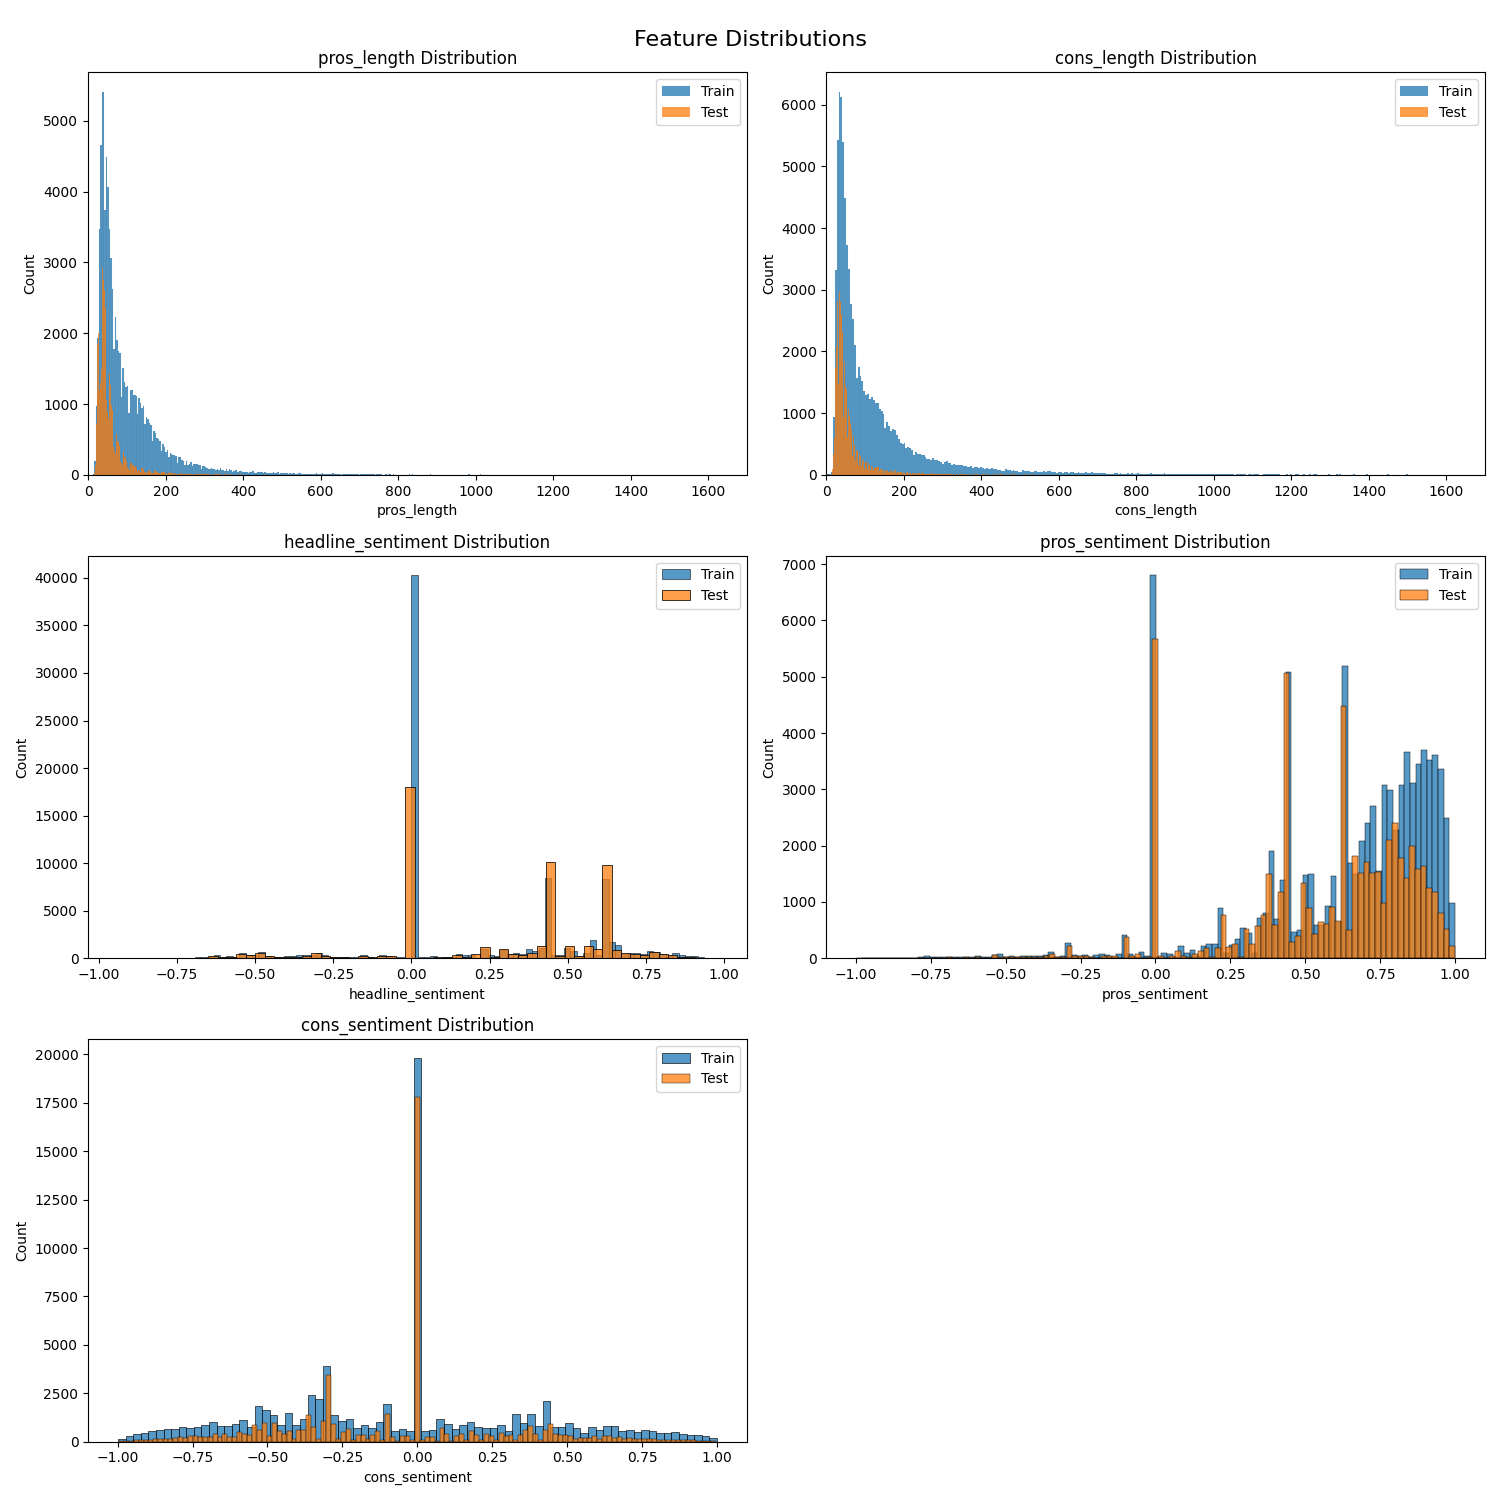 Feature Distributions
pros_length Distribution
Train
Test
5000
4000
3000
2000
1000
0
Count
0 200 400 600 800 1000 1200 1400 1600
pros_length
cons_length Distribution
Train
Test
6000
5000
4000
3000
2000
1000
0
Count
0 200 400 600 800 1000 1200 1400 1600
cons_length
headline_sentiment Distribution
Train
Test
40000
35000
30000
25000
20000
15000
10000
5000
0
Count
−1.00 −0.75 −0.50 −0.25 0.00 0.25 0.50 0.75 1.00
headline_sentiment
pros_sentiment Distribution
Train
Test
7000
6000
5000
4000
3000
2000
1000
0
Count
−1.00 −0.75 −0.50 −0.25 0.00 0.25 0.50 0.75 1.00
pros_sentiment
cons_sentiment Distribution
Train
Test
20000
17500
15000
12500
10000
7500
5000
2500
0
Count
−1.00 −0.75 −0.50 −0.25 0.00 0.25 0.50 0.75 1.00
cons_sentiment